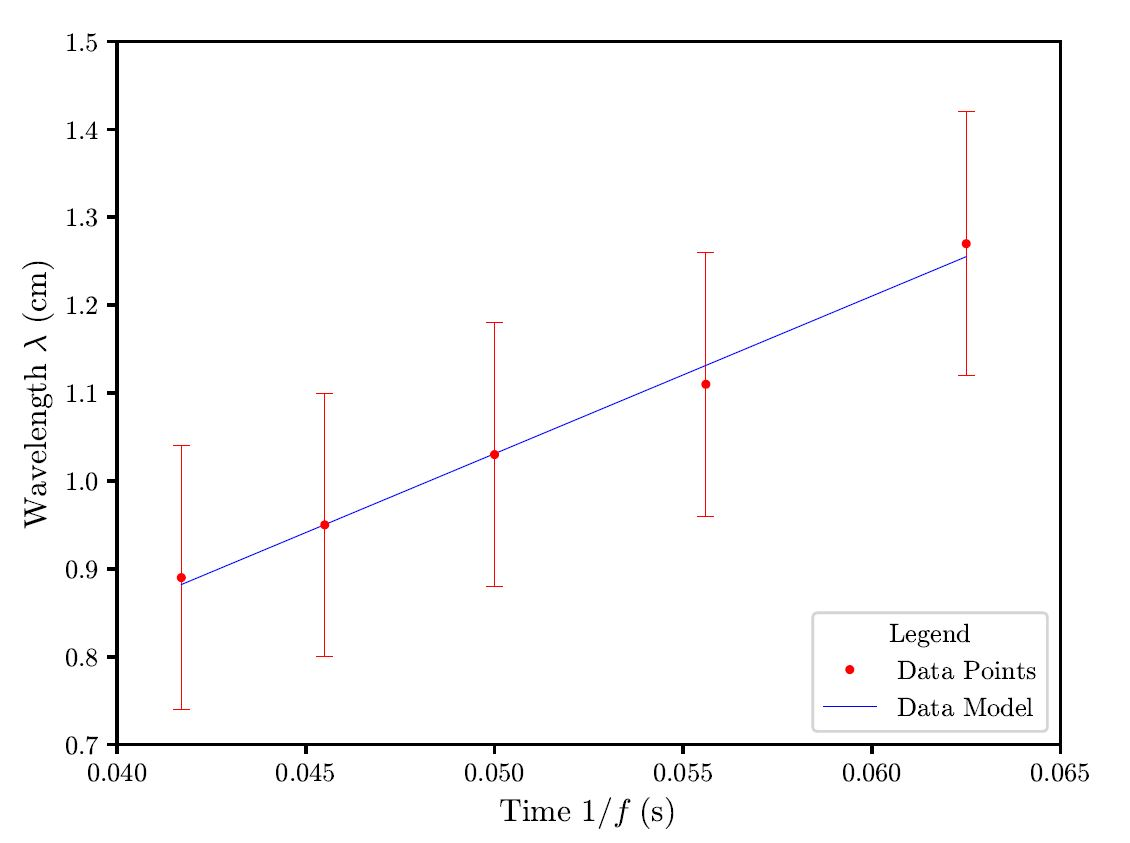 1.5
1.4
1.3
1.2
1.1
1.0
0.9
0.8
0.7
Wavelength λ (cm)
0.040 0.045 0.050 0.055 0.060 0.065
Time 1/f (s)
Legend
Data Points
Data Model